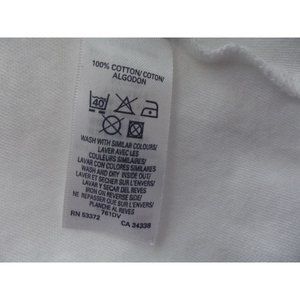 100% COTTON/ COTON/
ALGODON
40
WASH WITH SIMILAR COLOURS/
LAVER AVEC LES
COULEURS SIMILAIRES/
LAVAR CON COLORES SIMILARES
WASH AND DRY INSIDE OUT/
LAVER ET SECHER SUR L'ENVERS/
LAVAR Y SECAR DEL REVES
IRON ON REVERSE SIDE/
NE REPASSER QUE SUR L'ENVERS/
PLANCHE AL REVES
761DV
RN 53372 CA 34338